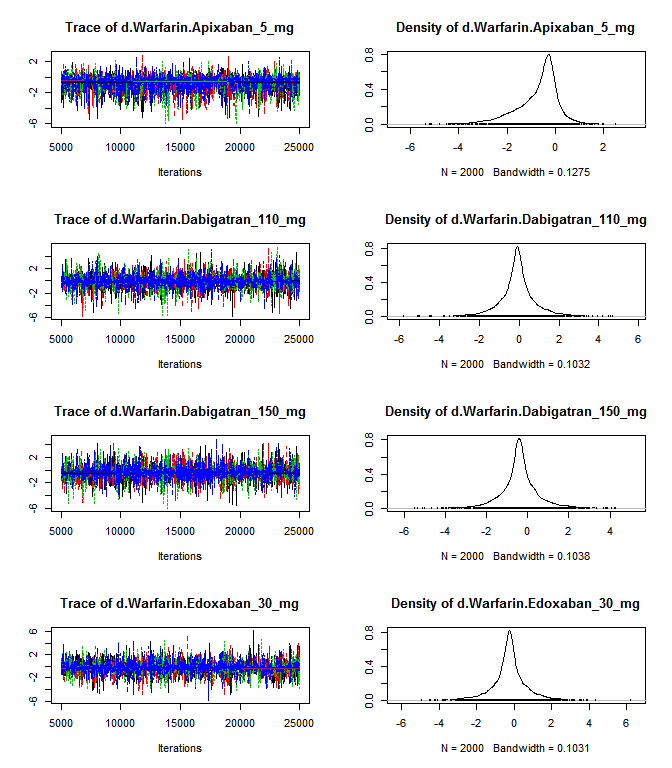 Trace of d.Warfarin.Apixaban_5_mg
2
-2
-6
5000 10000 15000 20000 25000
Iterations
Density of d.Warfarin.Apixaban_5_mg
0.8
0.4
0.0
-6 -4 -2 0 2
N = 2000 Bandwidth = 0.1275
Trace of d.Warfarin.Dabigatran_110_mg
2
-2
-6
5000 10000 15000 20000 25000
Iterations
Density of d.Warfarin.Dabigatran_110_mg
0.8
0.4
0.0
-6 -4 -2 0 2 4 6
N = 2000 Bandwidth = 0.1032
Trace of d.Warfarin.Dabigatran_150_mg
2
-2
-6
5000 10000 15000 20000 25000
Iterations
Density of d.Warfarin.Dabigatran_150_mg
0.8
0.4
0.0
-6 -4 -2 0 2 4
N = 2000 Bandwidth = 0.1038
Trace of d.Warfarin.Edoxaban_30_mg
6
2
-2
-6
5000 10000 15000 20000 25000
Iterations
Density of d.Warfarin.Edoxaban_30_mg
0.8
0.4
0.0
-6 -4 -2 0 2 4 6
N = 2000 Bandwidth = 0.1031